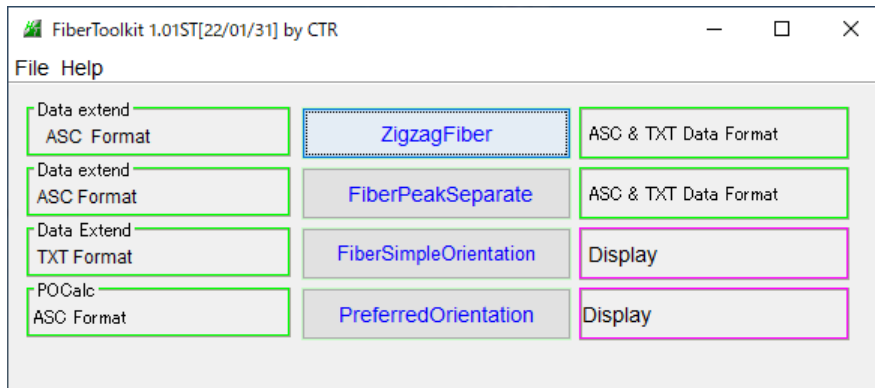 FiberToolkit 1.01ST[22/01/31] by CTR
File Help
Data extend
ASC Format
ZigzagFiber
ASC & TXT Data Format
Data extend
ASC Format
FiberPeakSeparate
ASC & TXT Data Format
Data Extend
TXT Format
FiberSimpleOrientation
Display
POCalc
ASC Format
PreferredOrientation
Display